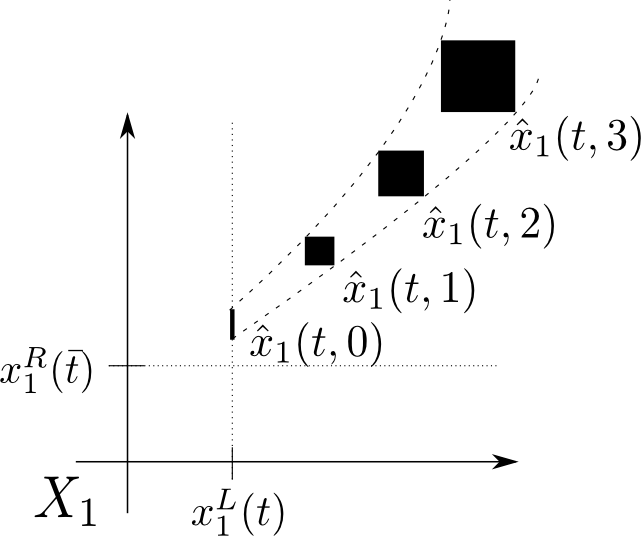 x̂₁(t, 3)
x̂₁(t, 2)
x̂₁(t, 1)
x̂₁(t, 0)
x₁ᴿ(t̄)
X₁
x₁ᴸ(t)